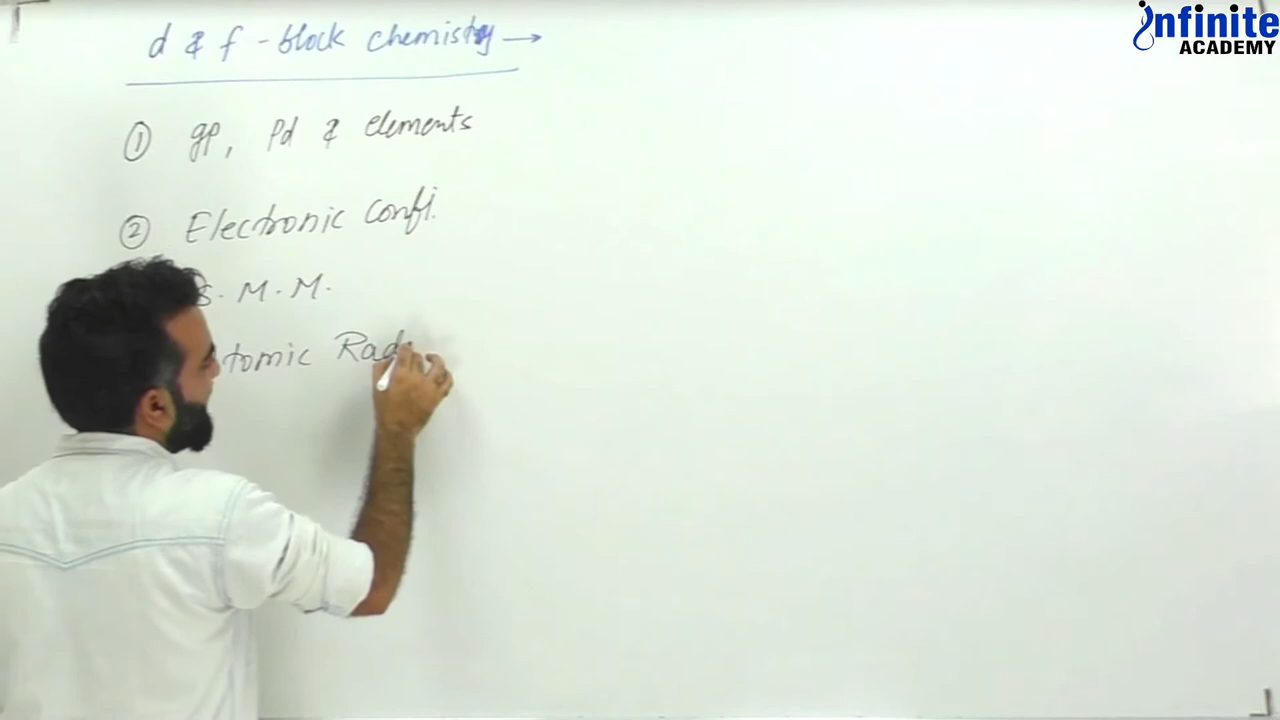 infinite
ACADEMY
d & f - block chemistry →
① gp, Pd & elements
② Electronic Confi.
S. M. M.
tomic Rad